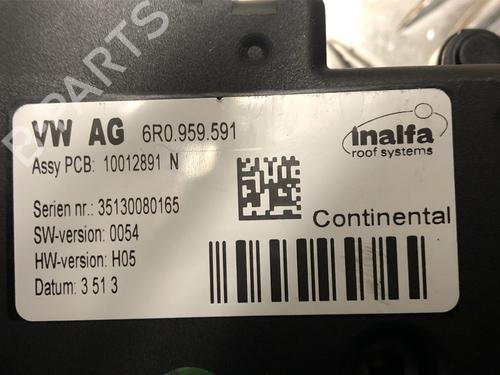 VW AG 6R0.959.591
Assy PCB: 10012891 N
inalfa
roof systems
Serien nr.: 35130080165
Continental
SW-version: 0054
HW-version: H05
Datum: 3 51 3
B-PARTS